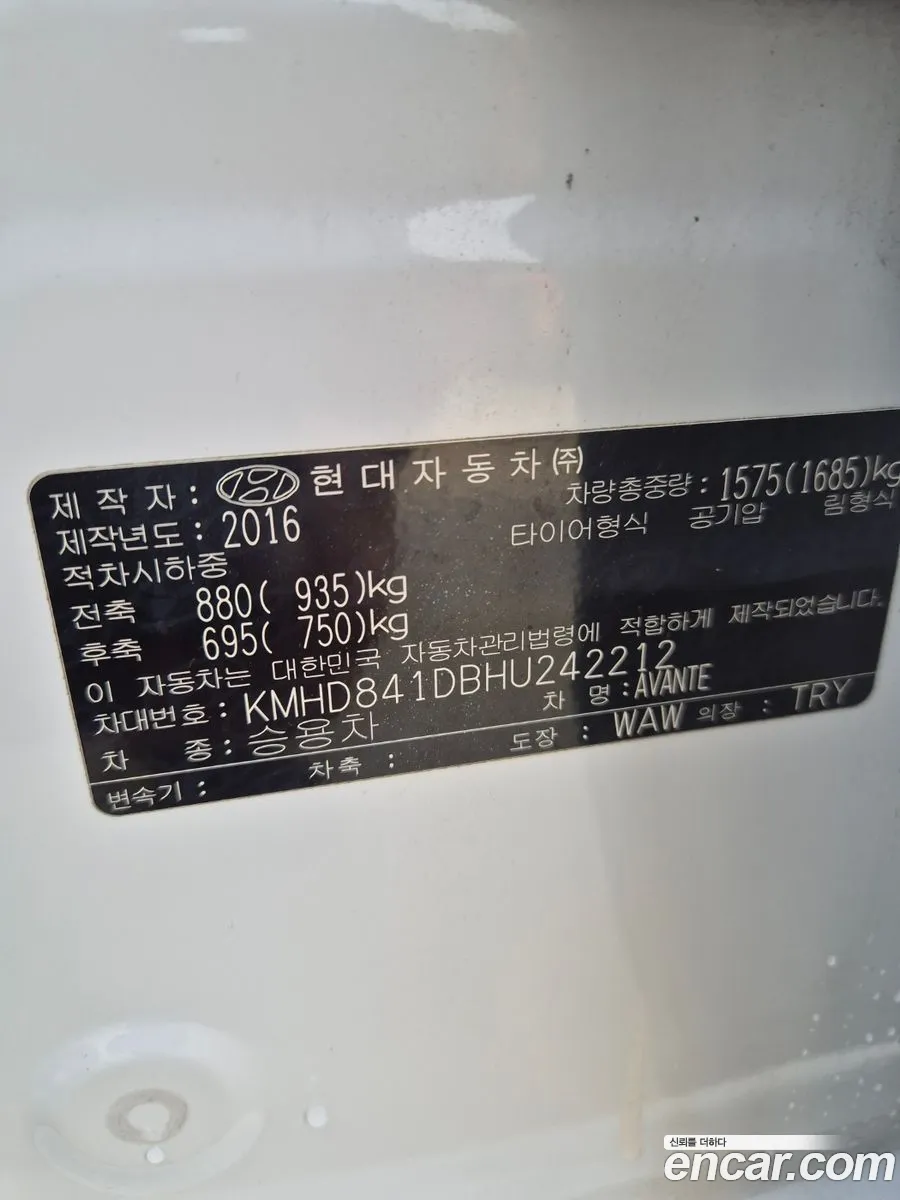 제 작 자 : 현대자동차(주)
차량총중량 : 1575(1685)kg
제작년도 : 2016
타이어형식 공기압 림형식
적차시하중
전축 880( 935)kg
후축 695( 750)kg
이 자동차는 대한민국 자동차관리법령에 적합하게 제작되었습니다.
차대번호 : KMHD841DBHU242212
차 종 : 승용차 차 명 : AVANTE
변속기 : 차축 : 도장 : WAW 의장 : TRY
신뢰를 더하다
encar.com